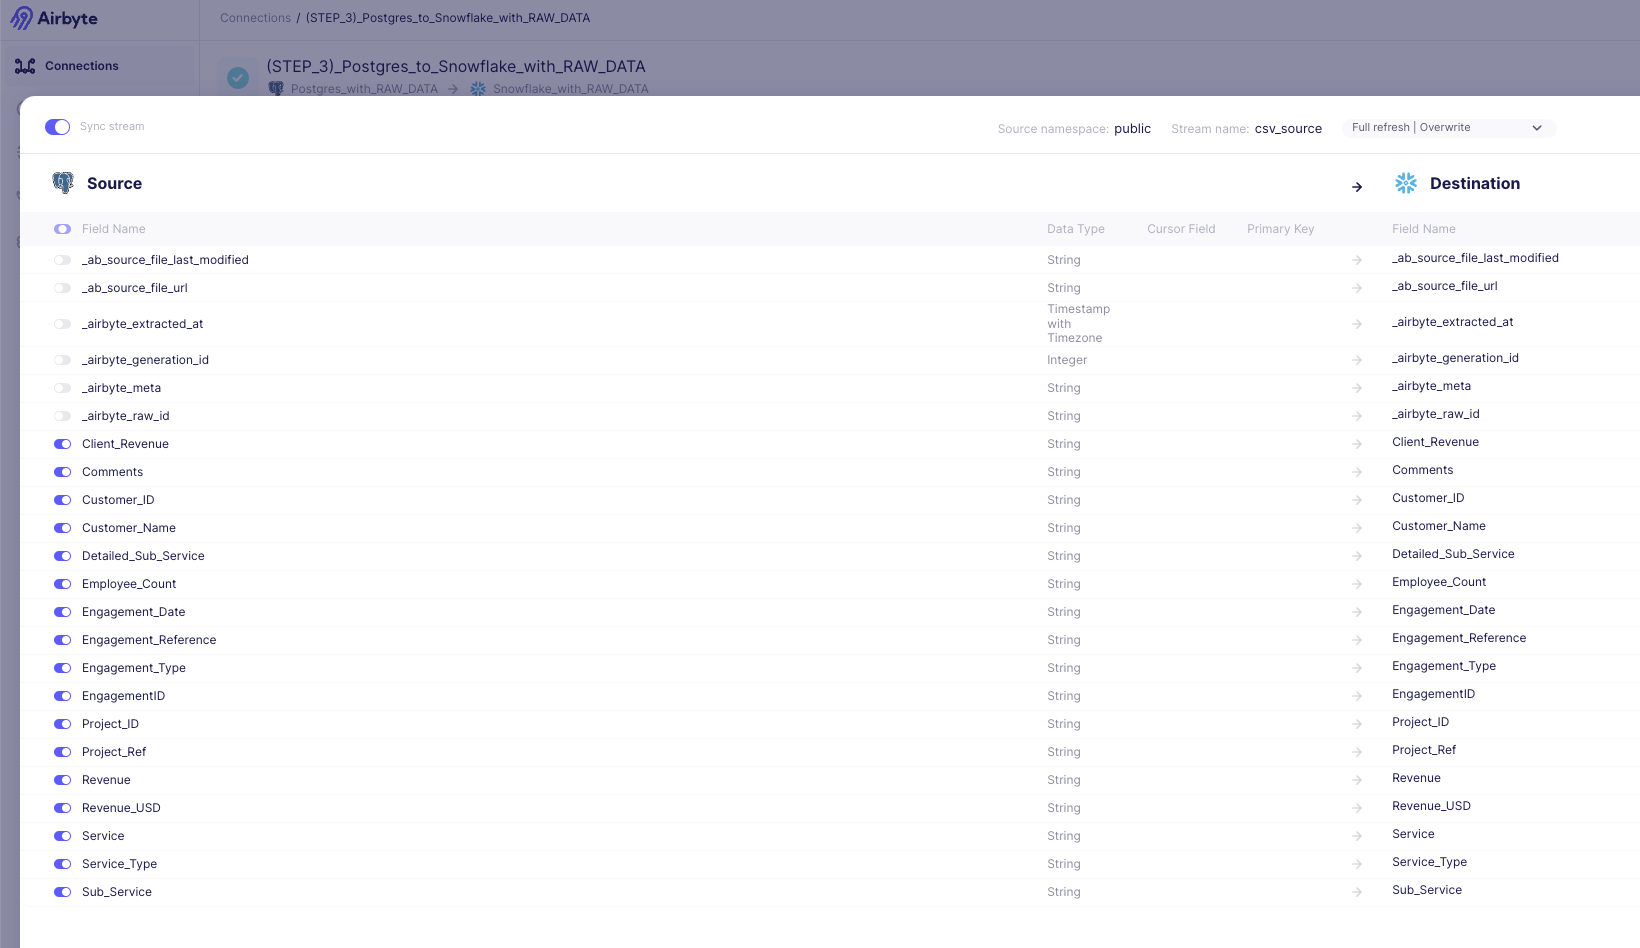 Airbyte
Connections / (STEP_3)_Postgres_to_Snowflake_with_RAW_DATA
Connections
(STEP_3)_Postgres_to_Snowflake_with_RAW_DATA
Postgres_with_RAW_DATA → Snowflake_with_RAW_DATA
Sync stream
Source namespace: public Stream name: csv_source Full refresh | Overwrite
Source → Destination
Field Name Data Type Cursor Field Primary Key Field Name
_ab_source_file_last_modified String → _ab_source_file_last_modified
_ab_source_file_url String → _ab_source_file_url
_airbyte_extracted_at Timestamp with Timezone → _airbyte_extracted_at
_airbyte_generation_id Integer → _airbyte_generation_id
_airbyte_meta String → _airbyte_meta
_airbyte_raw_id String → _airbyte_raw_id
Client_Revenue String → Client_Revenue
Comments String → Comments
Customer_ID String → Customer_ID
Customer_Name String → Customer_Name
Detailed_Sub_Service String → Detailed_Sub_Service
Employee_Count String → Employee_Count
Engagement_Date String → Engagement_Date
Engagement_Reference String → Engagement_Reference
Engagement_Type String → Engagement_Type
EngagementID String → EngagementID
Project_ID String → Project_ID
Project_Ref String → Project_Ref
Revenue String → Revenue
Revenue_USD String → Revenue_USD
Service String → Service
Service_Type String → Service_Type
Sub_Service String → Sub_Service